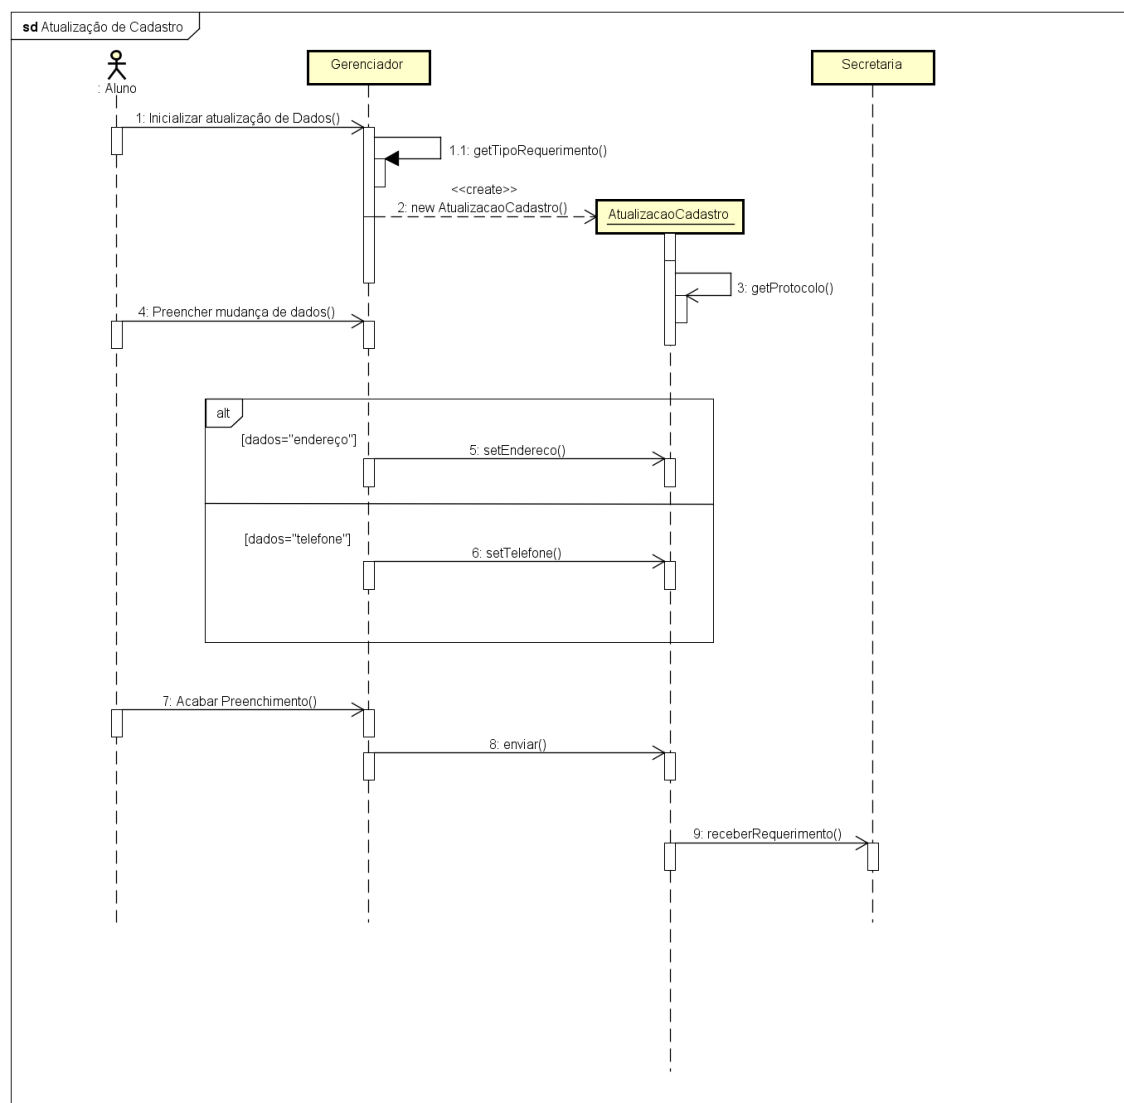 sd Atualização de Cadastro
: Aluno
Gerenciador
Secretaria
1: Inicializar atualização de Dados()
1.1: getTipoRequerimento()
<<create>>
2: new AtualizacaoCadastro()
AtualizacaoCadastro
3: getProtocolo()
4: Preencher mudança de dados()
alt
[dados="endereço"]
5: setEndereco()
[dados="telefone"]
6: setTelefone()
7: Acabar Preenchimento()
8: enviar()
9: receberRequerimento()